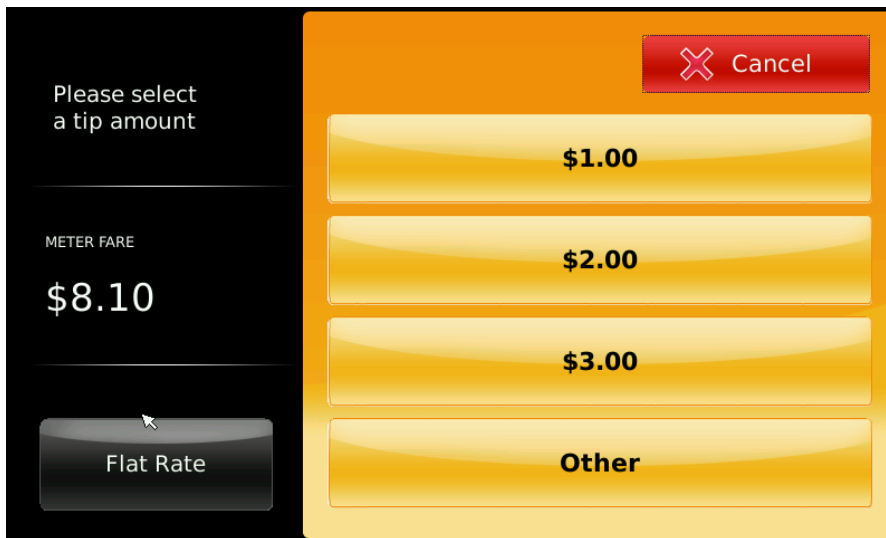 Please select
a tip amount
METER FARE
$8.10
Flat Rate
Cancel
$1.00
$2.00
$3.00
Other